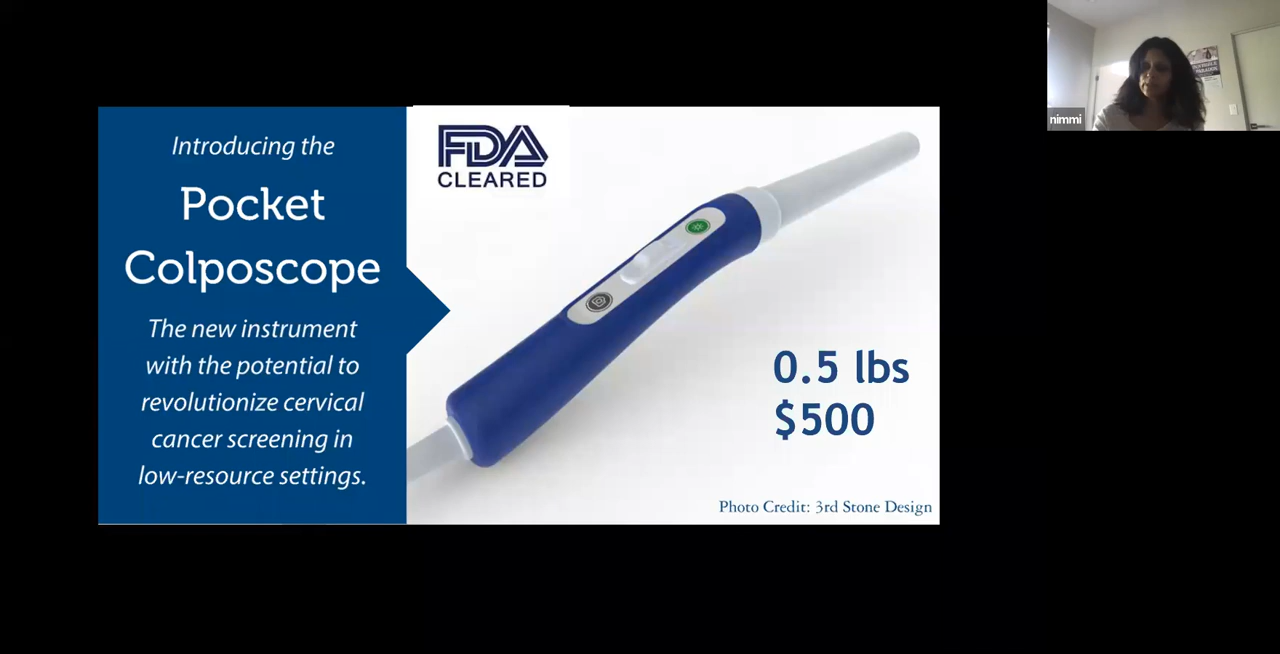 Introducing the
Pocket
Colposcope
The new instrument
with the potential to
revolutionize cervical
cancer screening in
low-resource settings.
FDA
CLEARED
0.5 lbs
$500
Photo Credit: 3rd Stone Design
nimmi